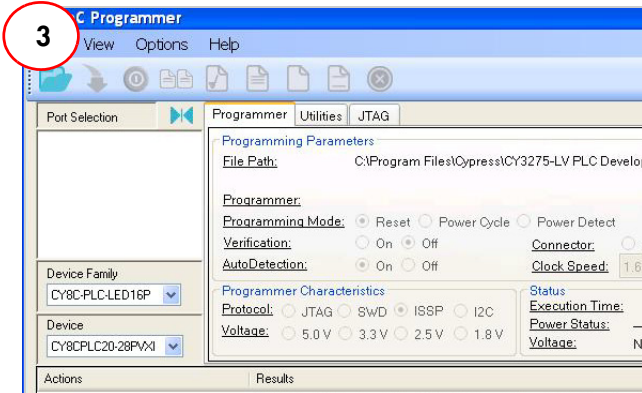 3
C Programmer
View Options Help
Port Selection
Programmer Utilities JTAG
Programming Parameters
File Path: C:\Program Files\Cypress\CY3275-LV PLC Develo
Programmer:
Programming Mode: Reset Power Cycle Power Detect
Verification: On Off Connector:
AutoDetection: On Off Clock Speed: 1.6
Device Family
CY8C-PLC-LED16P
Device
CY8CPLC20-28PVXI
Programmer Characteristics
Protocol: JTAG SWD ISSP I2C
Voltage: 5.0 V 3.3 V 2.5 V 1.8 V
Status
Execution Time:
Power Status:
Voltage: N
Actions Results